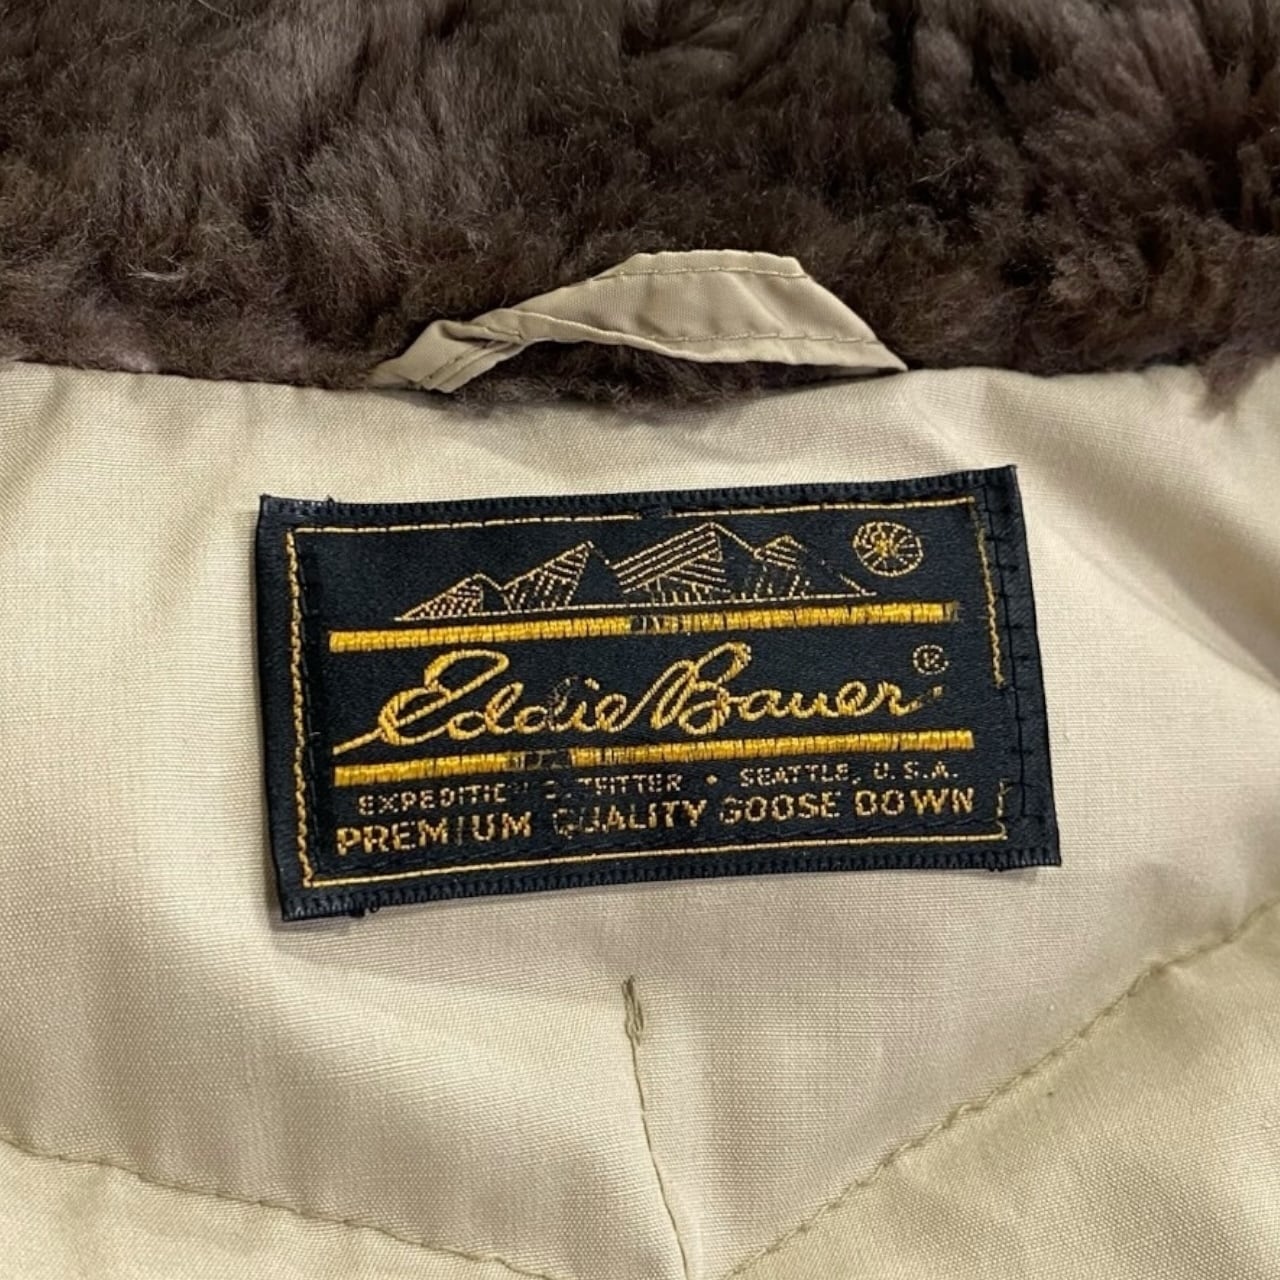 Eddie Bauer ®
EXPEDITION OUTFITTER • SEATTLE, U.S.A.
PREMIUM QUALITY GOOSE DOWN